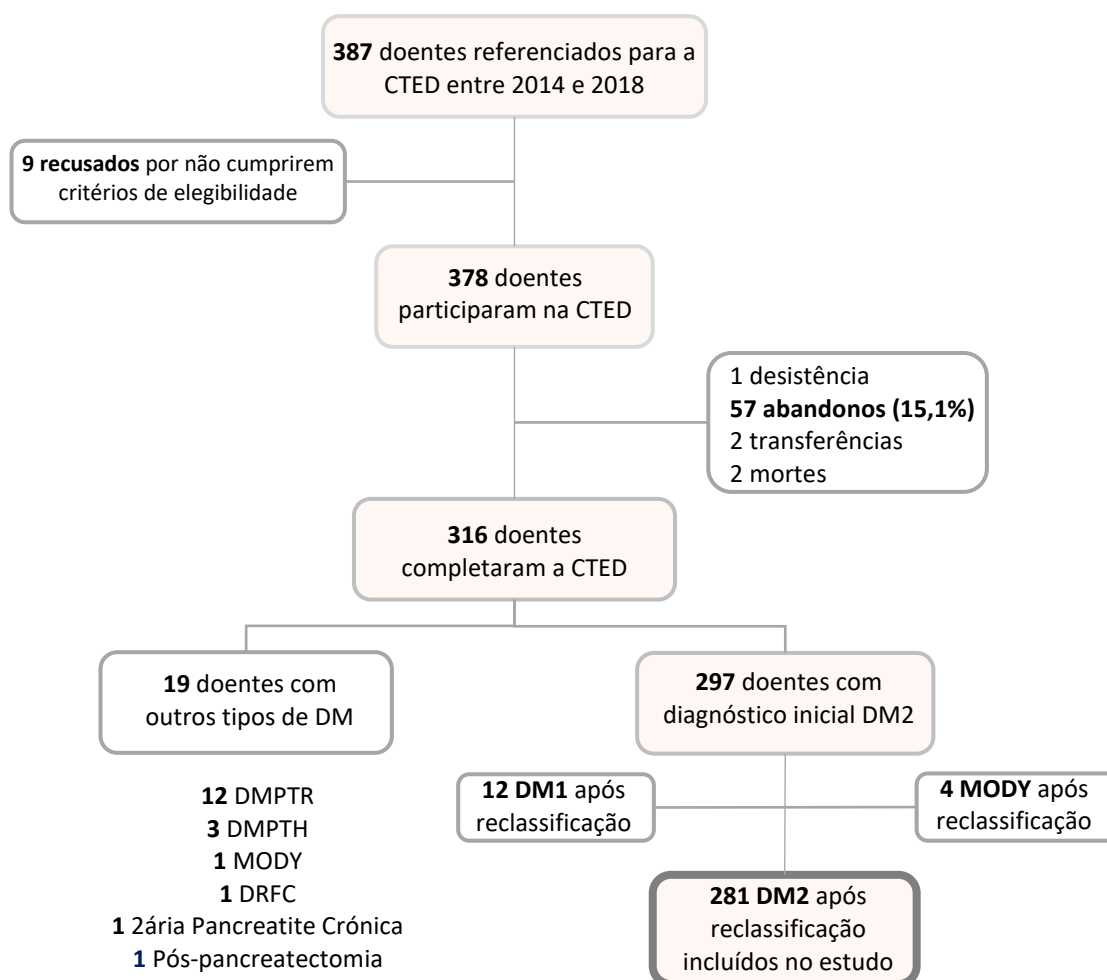 387 doentes referenciados para a
CTED entre 2014 e 2018
9 recusados por não cumprirem
critérios de elegibilidade
378 doentes
participaram na CTED
1 desistência
57 abandonos (15,1%)
2 transferências
2 mortes
316 doentes
completaram a CTED
19 doentes com
outros tipos de DM
297 doentes com
diagnóstico inicial DM2
12 DMPTR
3 DMPTH
1 MODY
1 DRFC
1 2ária Pancreatite Crónica
1 Pós-pancreatectomia
12 DM1 após
reclassificação
4 MODY após
reclassificação
281 DM2 após
reclassificação
incluídos no estudo